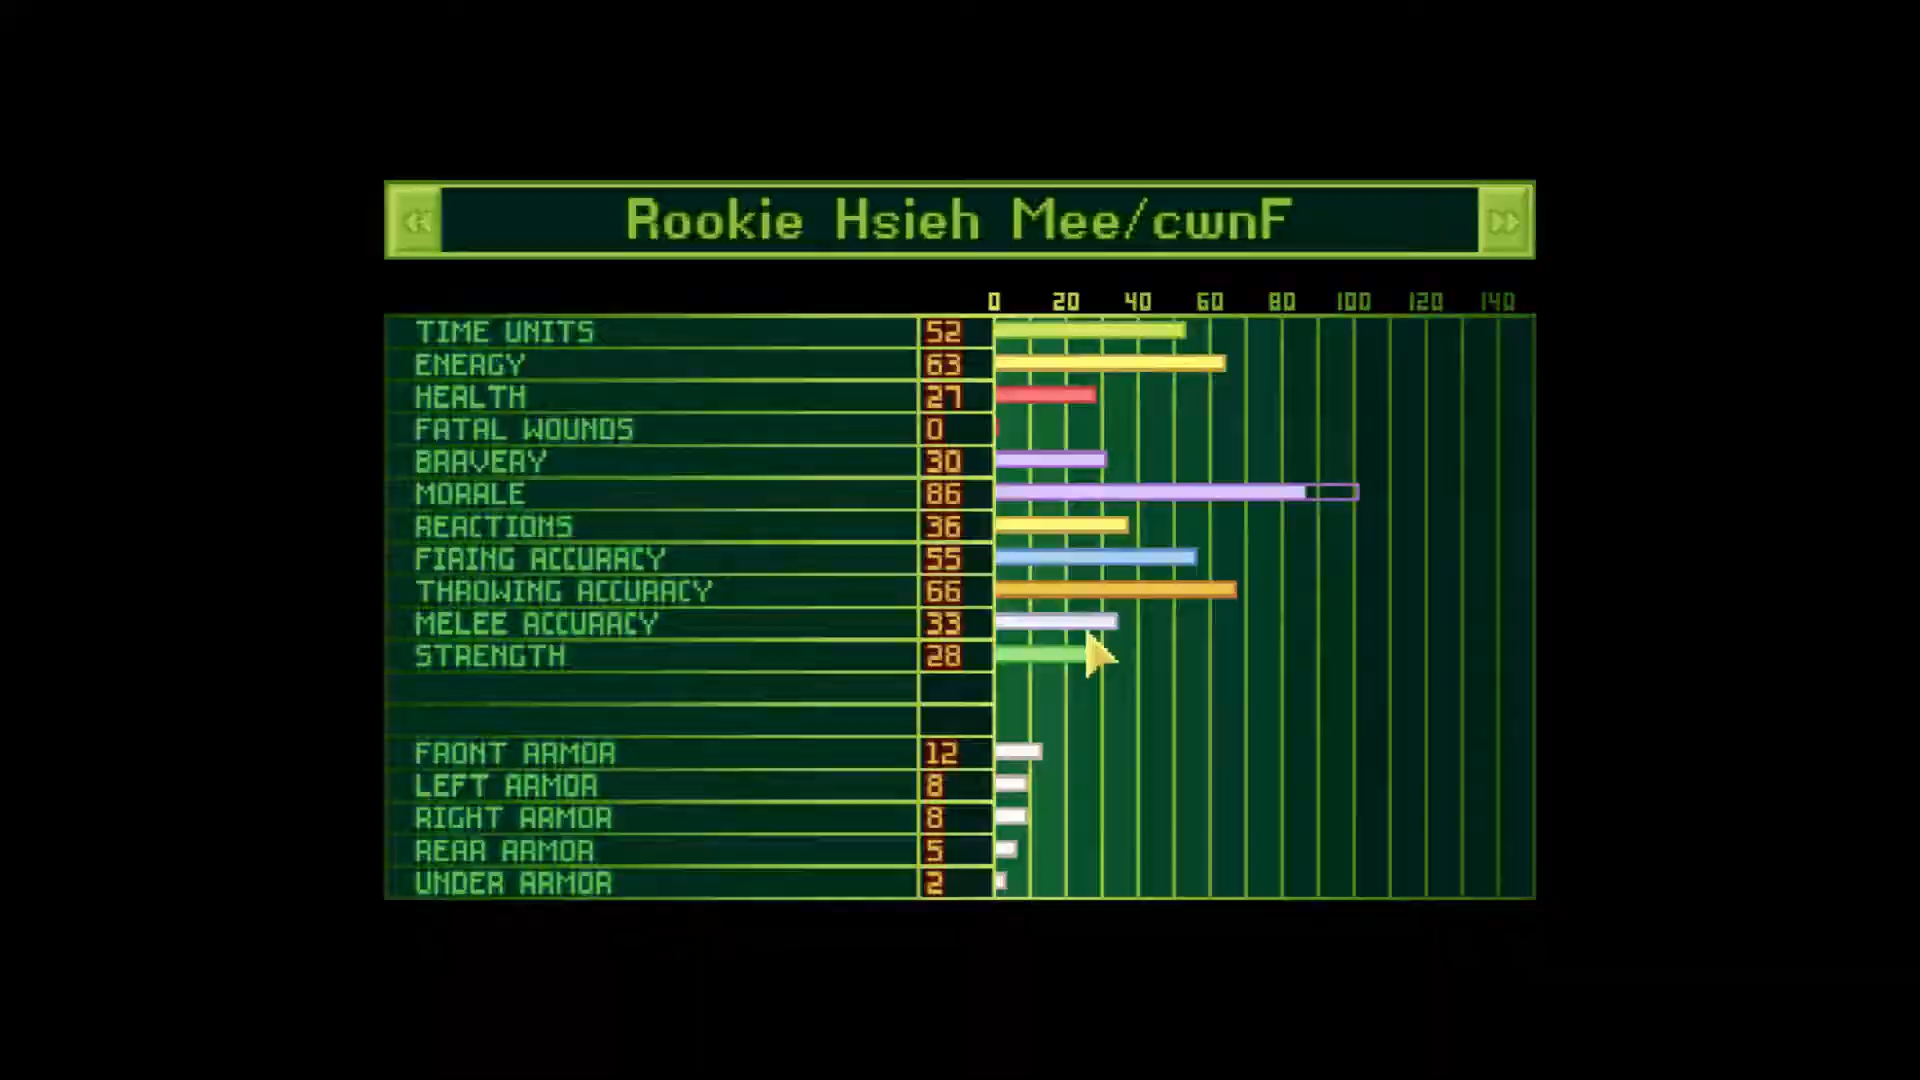 Rookie Hsieh Mee/cwnF
0 20 40 60 80 100 120 140
TIME UNITS 52
ENERGY 63
HEALTH 27
FATAL WOUNDS 0
BRAVERY 30
MORALE 86
REACTIONS 36
FIRING ACCURACY 55
THROWING ACCURACY 66
MELEE ACCURACY 33
STRENGTH 28
FRONT ARMOR 12
LEFT ARMOR 8
RIGHT ARMOR 8
REAR ARMOR 5
UNDER ARMOR 2